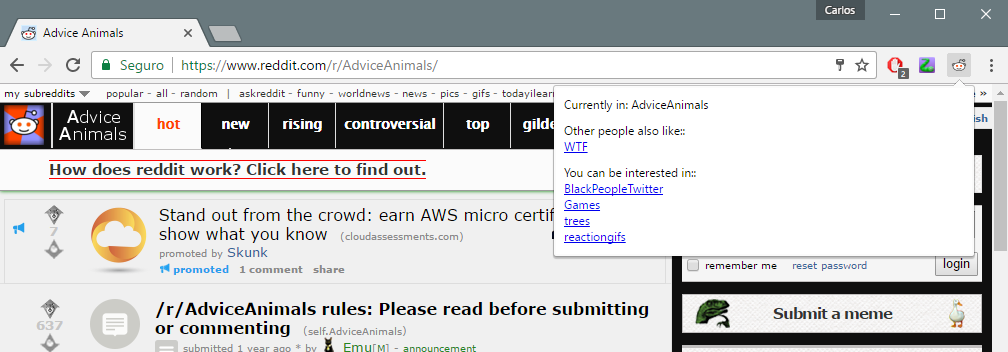 Carlos
Advice Animals
Seguro https://www.reddit.com/r/AdviceAnimals/
2
my subreddits popular - all - random | askreddit - funny - worldnews - news - pics - gifs - todayilearn e »
Advice Animals hot new rising controversial top gilde
How does reddit work? Click here to find out.
Currently in: AdviceAnimals
Other people also like::
WTF
You can be interested in::
BlackPeopleTwitter
Games
trees
reactiongifs
7
Stand out from the crowd: earn AWS micro certif
show what you know (cloudassessments.com)
promoted by Skunk
promoted 1 comment share
remember me reset password login
Submit a meme
637
/r/AdviceAnimals rules: Please read before submitting
or commenting (self.AdviceAnimals)
submitted 1 year ago * by Emu[M] - announcement